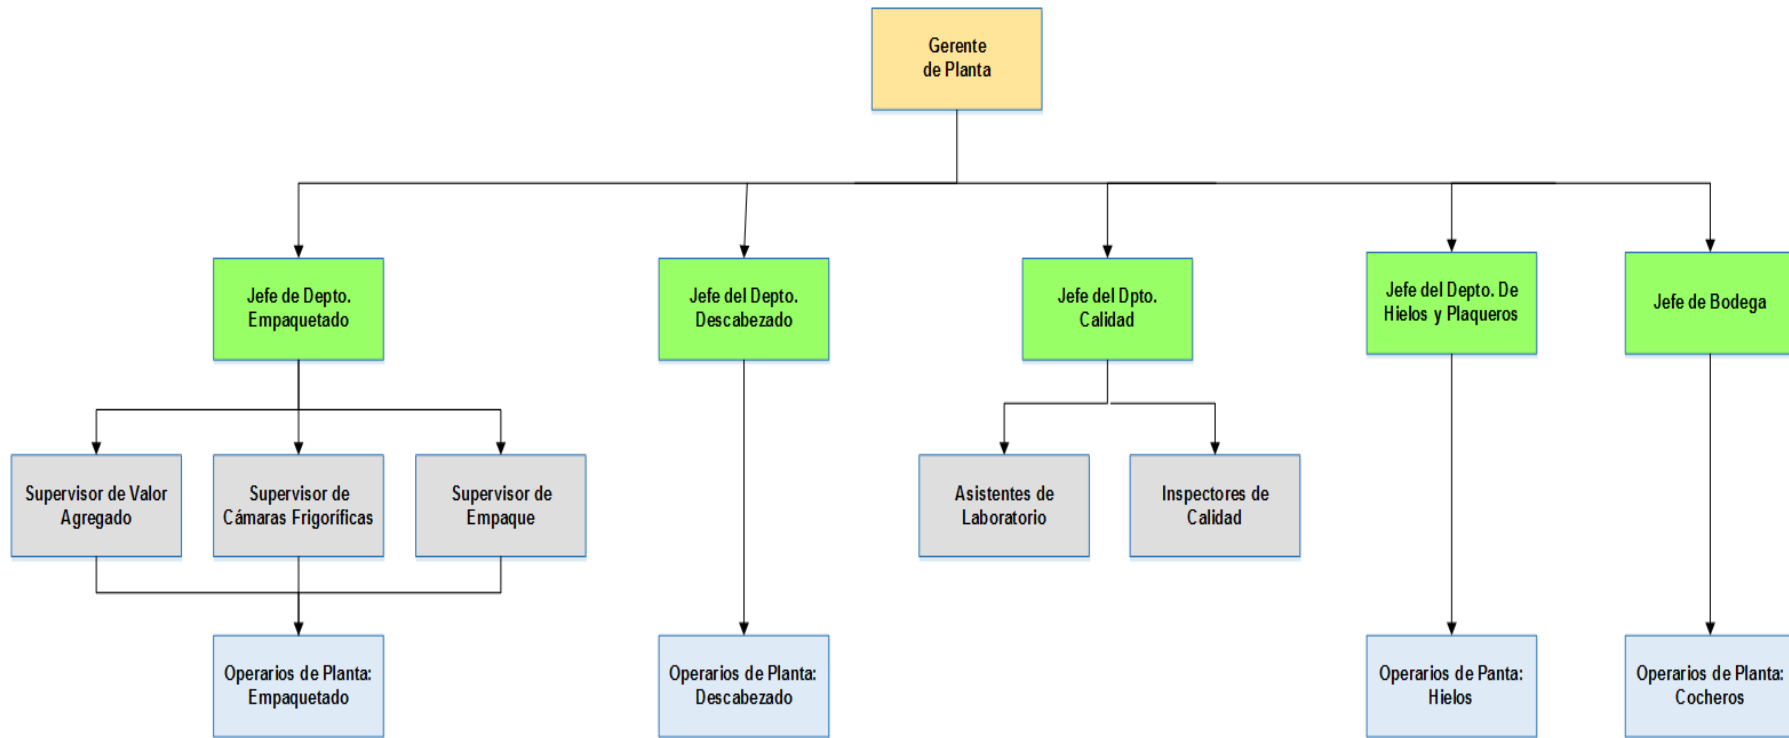 Gerente
de Planta
Jefe de Depto.
Empaquetado
Jefe del Depto.
Descabezado
Jefe del Dpto.
Calidad
Jefe del Depto. De
Hielos y Plaqueros
Jefe de Bodega
Supervisor de Valor
Agregado
Supervisor de
Cámaras Frigoríficas
Supervisor de
Empaque
Asistentes de
Laboratorio
Inspectores de
Calidad
Operarios de Planta:
Empaquetado
Operarios de Planta:
Descabezado
Operarios de Panta:
Hielos
Operarios de Planta:
Cocheros